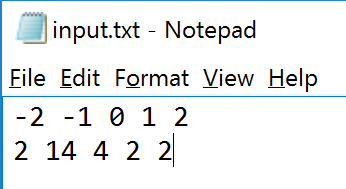 input.txt - Notepad
File Edit Format View Help
-2 -1 0 1 2
2 14 4 2 2